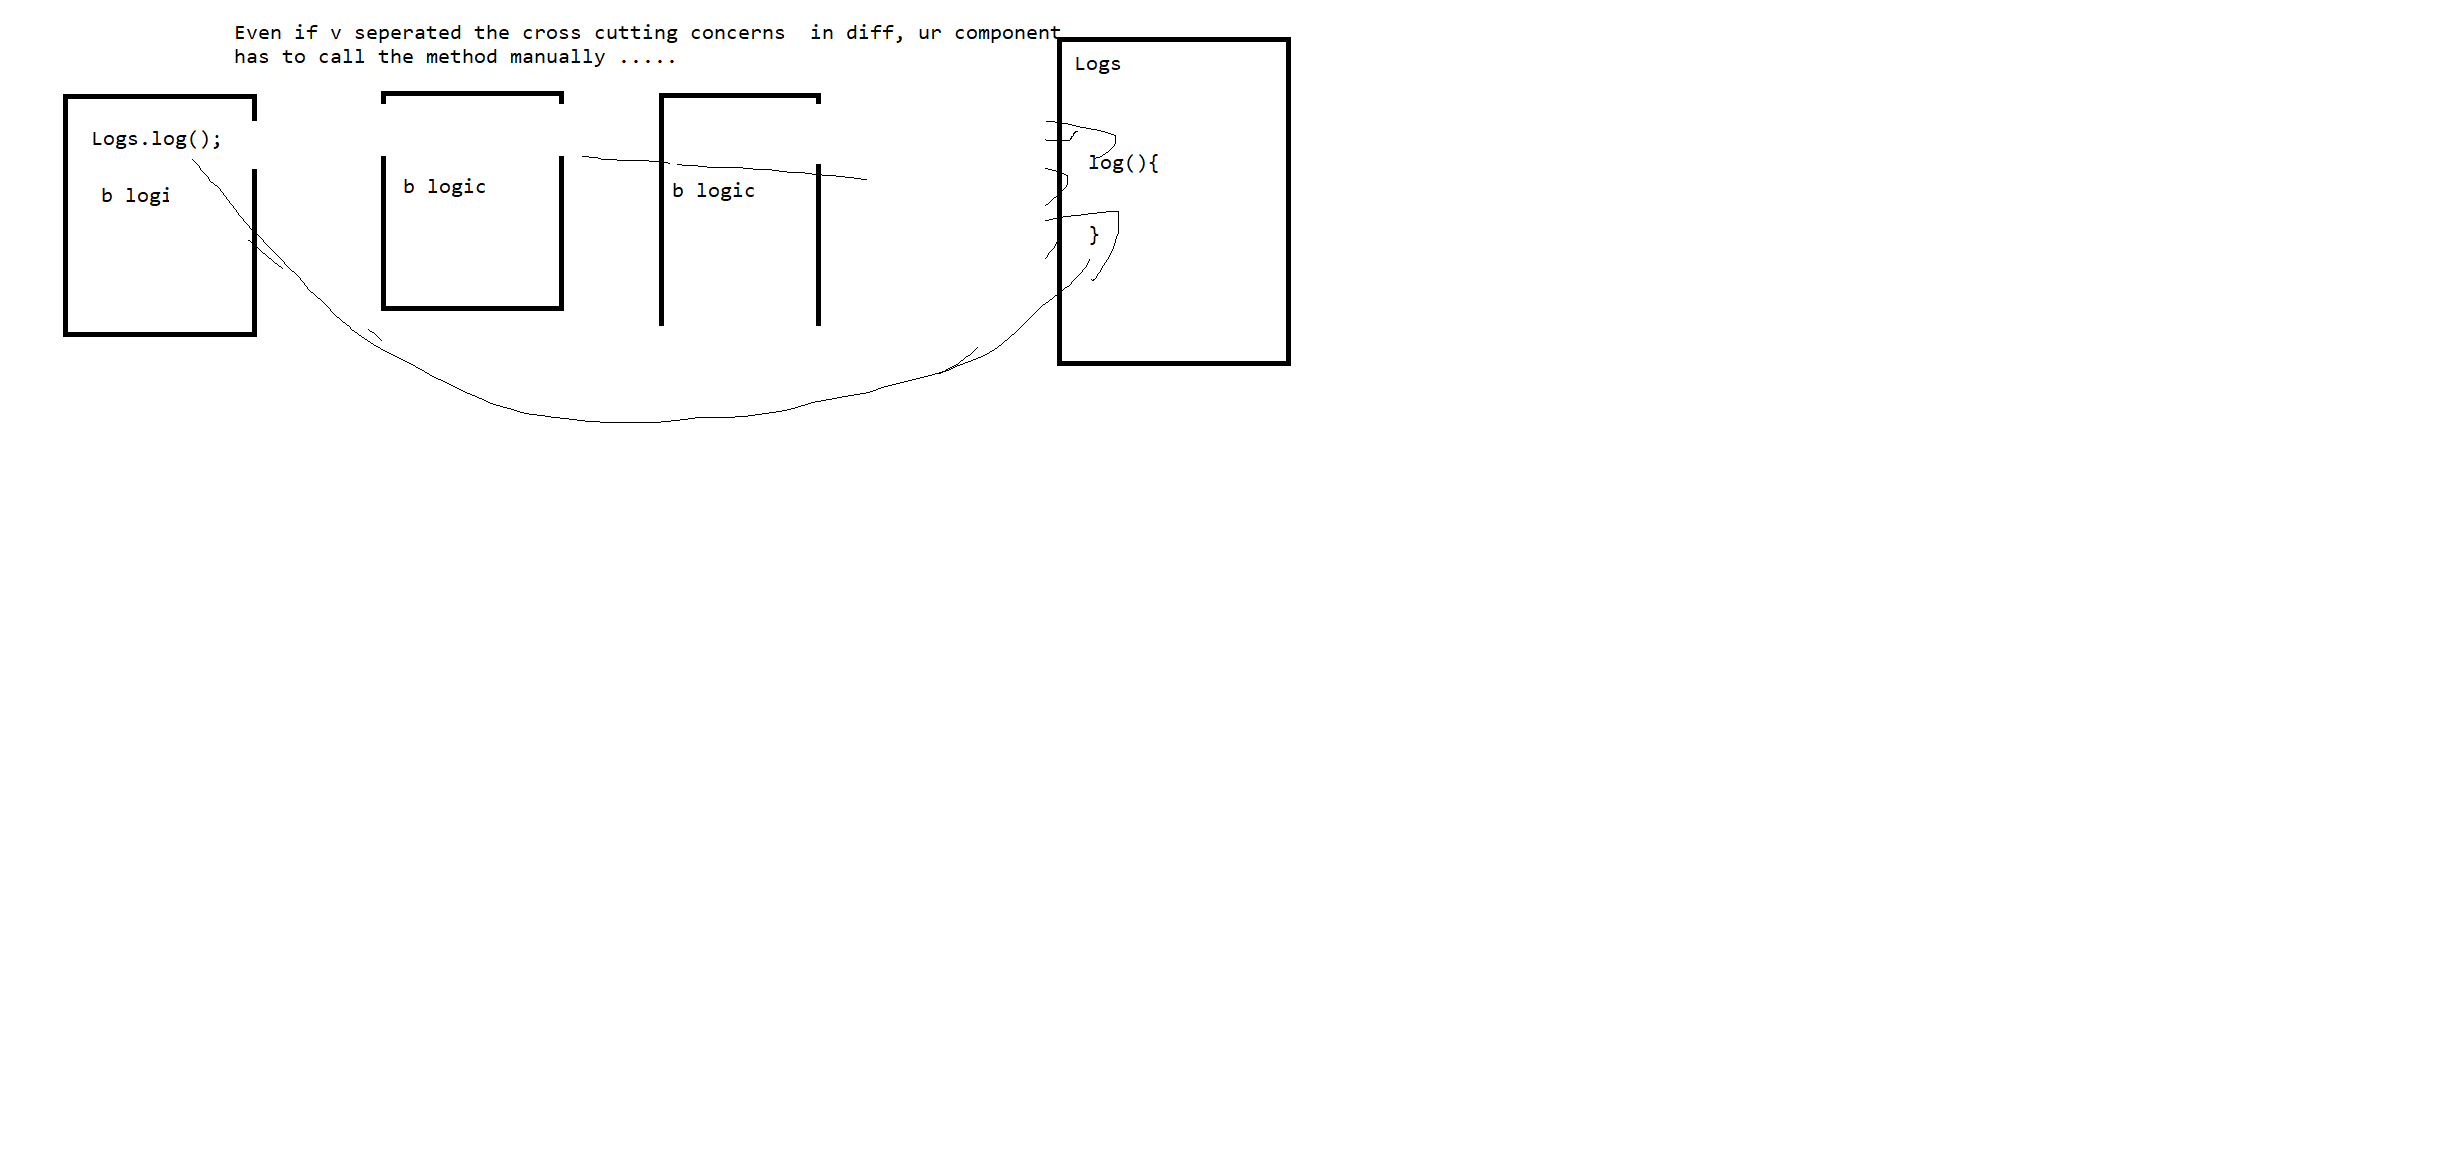 Even if v seperated the cross cutting concerns  in diff, ur component
has to call the method manually .....
Logs
Logs.log();
log(){
b logi
b logic
b logic
}